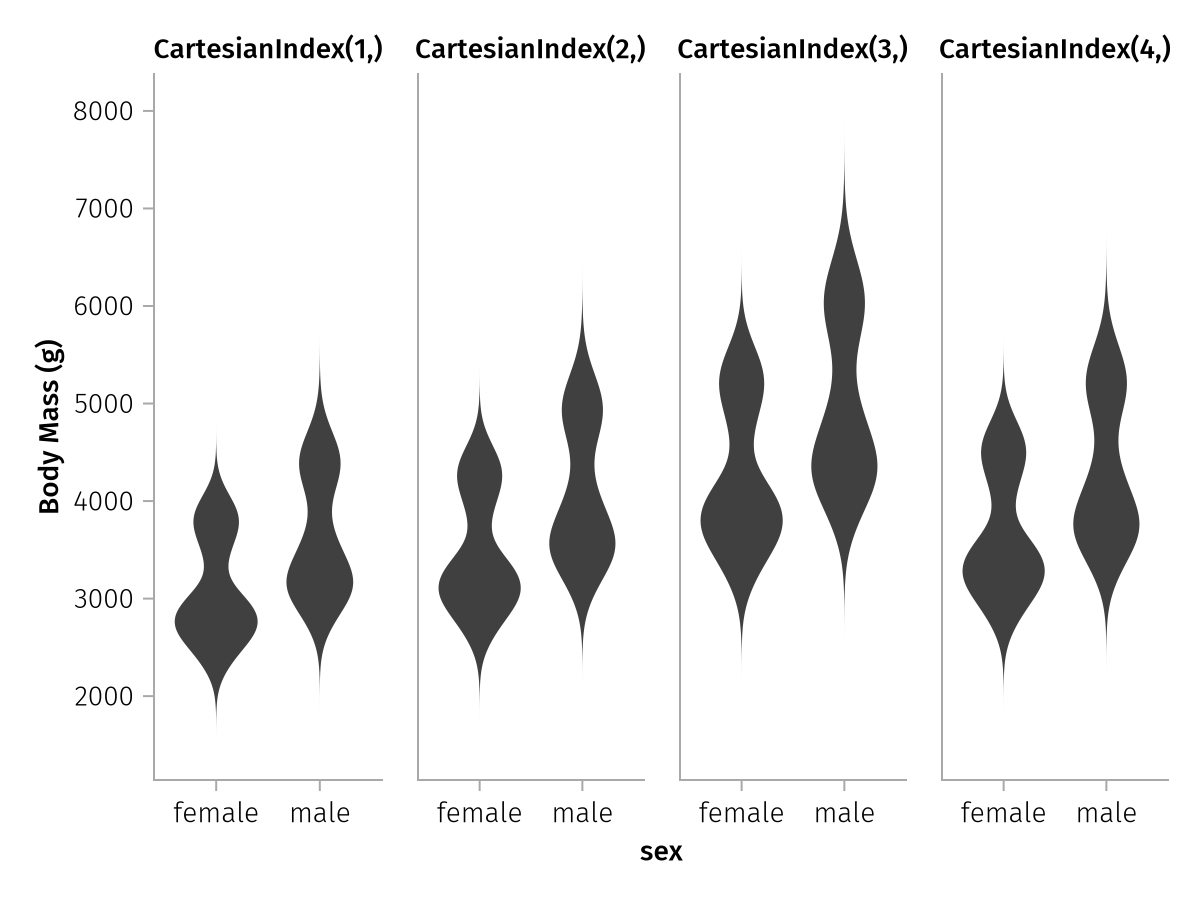 CartesianIndex(1,) CartesianIndex(2,) CartesianIndex(3,) CartesianIndex(4,)
8000
7000
6000
5000
4000
3000
2000
Body Mass (g)
female male female male female male female male
sex